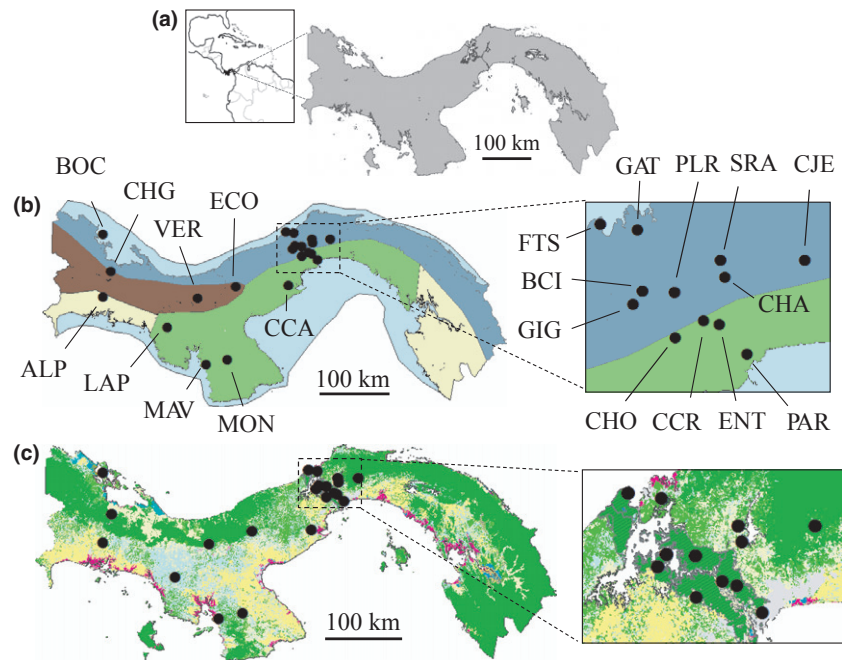 (a)
100 km
(b)
BOC
CHG
VER
ECO
CCA
ALP
LAP
MAV
MON
100 km
GAT
PLR
SRA
CJE
FTS
BCI
GIG
CHA
CHO
CCR
ENT
PAR
(c)
100 km